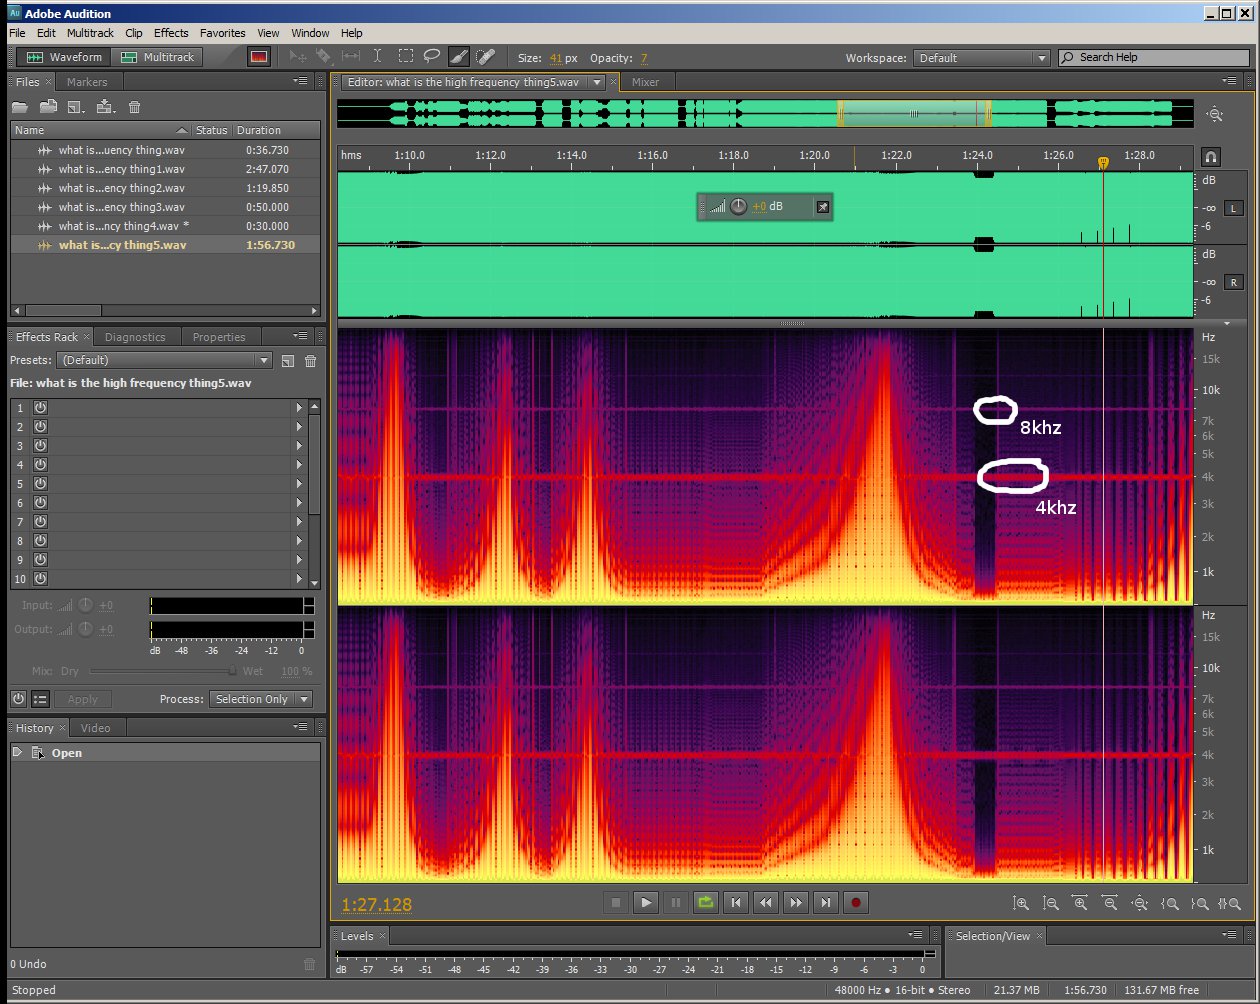 Au Adobe Audition
File Edit Multitrack Clip Effects Favorites View Window Help
Waveform Multitrack Size: 41 px Opacity: 7 Workspace: Default Search Help
Files × Markers
Name Status Duration
what is...uency thing.wav 0:36.730
what is...ency thing1.wav 2:47.070
what is...ency thing2.wav 1:19.850
what is...ency thing3.wav 0:50.000
what is...ncy thing4.wav * 0:30.000
what is...cy thing5.wav 1:56.730
Effects Rack × Diagnostics Properties
Presets: (Default)
File: what is the high frequency thing5.wav
1
2
3
4
5
6
7
8
9
10
Input: +0
Output: +0
dB -48 -36 -24 -12 0
Mix: Dry Wet 100 %
Apply Process: Selection Only
History × Video
Open
0 Undo
Stopped
Editor: what is the high frequency thing5.wav × Mixer
hms 1:10.0 1:12.0 1:14.0 1:16.0 1:18.0 1:20.0 1:22.0 1:24.0 1:26.0 1:28.0
+0 dB
dB
-∞ L
-6
dB
-∞ R
-6
Hz
15k
10k
7k
6k
5k
4k
3k
2k
1k
8khz
4khz
Hz
15k
10k
7k
6k
5k
4k
3k
2k
1k
1:27.128
Levels ×
dB -57 -54 -51 -48 -45 -42 -39 -36 -33 -30 -27 -24 -21 -18 -15 -12 -9 -6 -3 0
Selection/View ×
48000 Hz • 16-bit • Stereo 21.37 MB 1:56.730 131.67 MB free